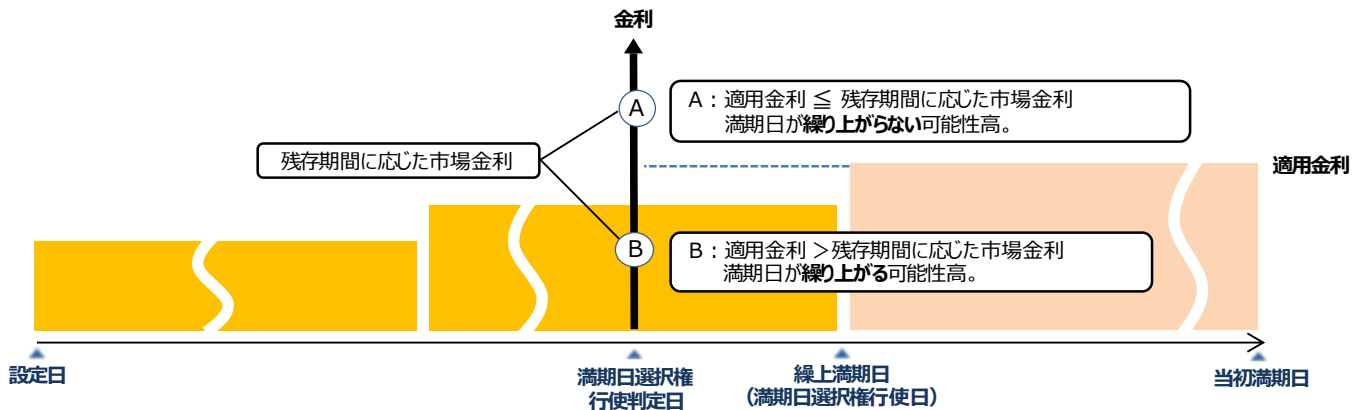 金利
A
A：適用金利 ≦ 残存期間に応じた市場金利
満期日が繰り上がらない可能性高。
残存期間に応じた市場金利
適用金利
B
B：適用金利 ＞残存期間に応じた市場金利
満期日が繰り上がる可能性高。
設定日
満期日選択権
行使判定日
繰上満期日
（満期日選択権行使日）
当初満期日